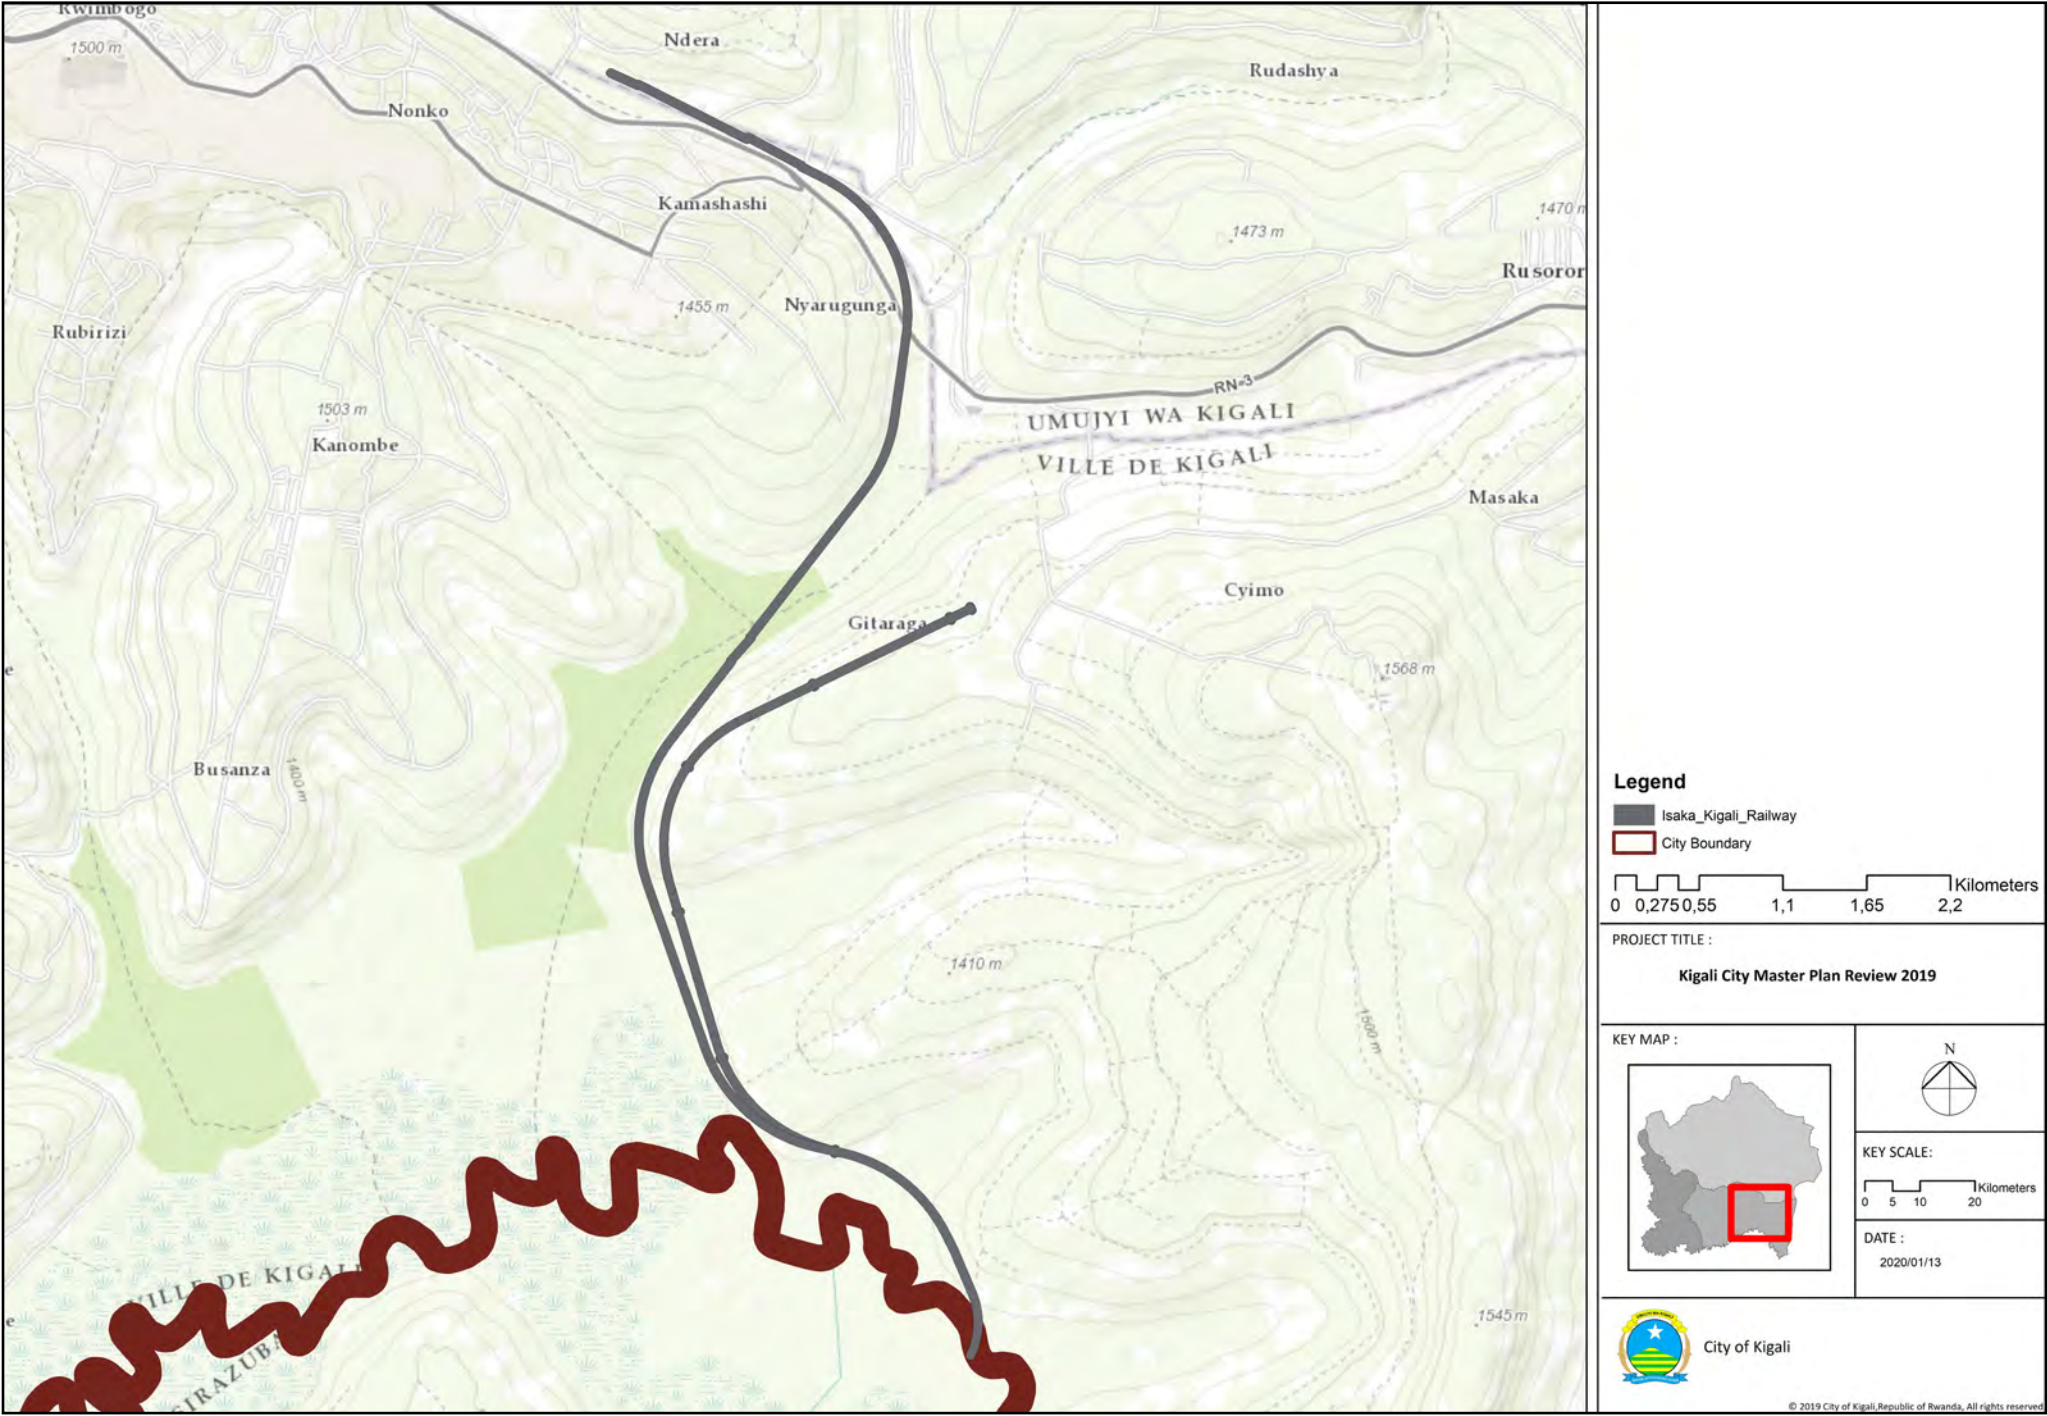 Rwimbogo
1500 m
Ndera
Rudashya
Nonko
Kamashashi
1470 m
1473 m
Rusoror
1455 m
Nyarugunga
Rubirizi
RN-3
1503 m
UMUJYI WA KIGALI
Kanombe
VILLE DE KIGALI
Masaka
Cyimo
Gitaraga
e
1568 m
Busanza
1400 m
1410 m
1500 m
VILLE DE KIGALI
e
1545 m
GIRAZUBA
Legend
Isaka_Kigali_Railway
City Boundary
Kilometers
0 0,275 0,55 1,1 1,65 2,2
PROJECT TITLE :
Kigali City Master Plan Review 2019
KEY MAP :
N
KEY SCALE:
Kilometers
0 5 10 20
DATE :
2020/01/13
City of Kigali
© 2019 City of Kigali,Republic of Rwanda, All rights reserved